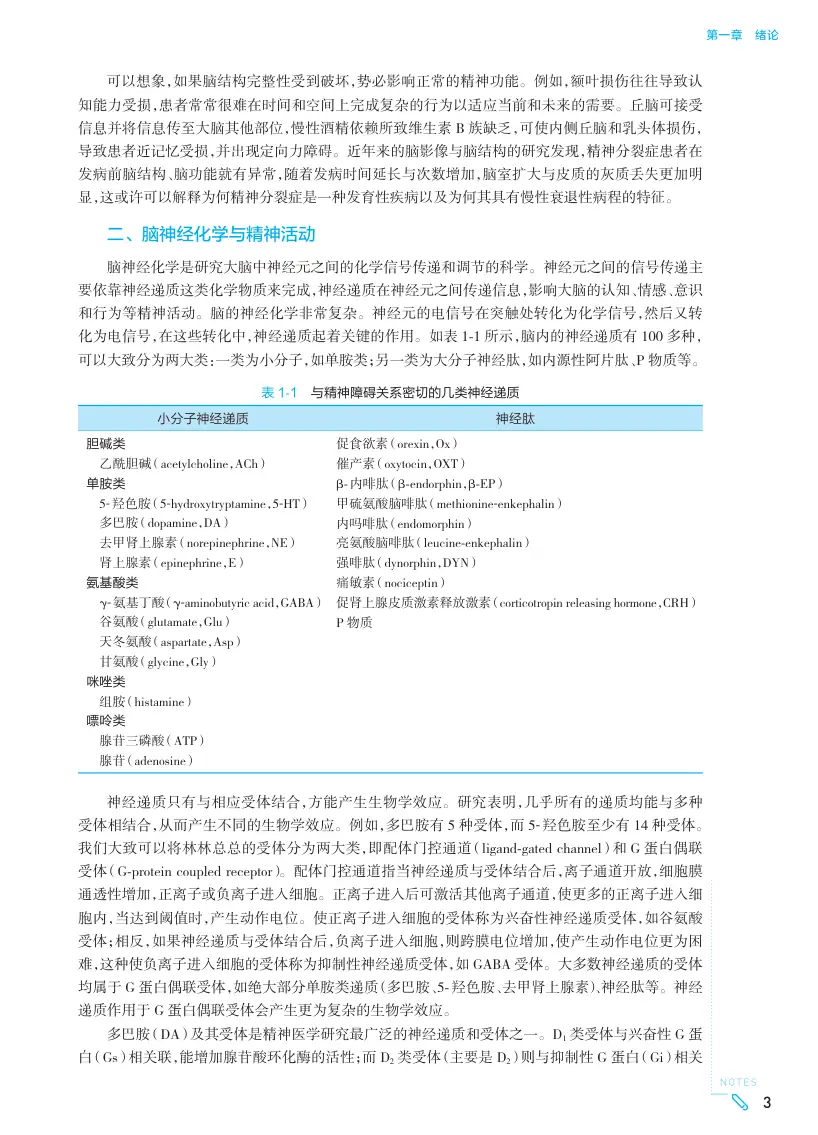 第一章 绪论
可以想象,如果脑结构完整性受到破坏,势必影响正常的精神功能。例如,额叶损伤往往导致认
知能力受损,患者常常很难在时间和空间上完成复杂的行为以适应当前和未来的需要。丘脑可接受
信息并将信息传至大脑其他部位,慢性酒精依赖所致维生素 B 族缺乏,可使内侧丘脑和乳头体损伤,
导致患者近记忆受损,并出现定向力障碍。近年来的脑影像与脑结构的研究发现,精神分裂症患者在
发病前脑结构、脑功能就有异常,随着发病时间延长与次数增加,脑室扩大与皮质的灰质丢失更加明
显,这或许可以解释为何精神分裂症是一种发育性疾病以及为何其具有慢性衰退性病程的特征。
二、脑神经化学与精神活动
脑神经化学是研究大脑中神经元之间的化学信号传递和调节的科学。神经元之间的信号传递主
要依靠神经递质这类化学物质来完成,神经递质在神经元之间传递信息,影响大脑的认知、情感、意识
和行为等精神活动。脑的神经化学非常复杂。神经元的电信号在突触处转化为化学信号,然后又转
化为电信号,在这些转化中,神经递质起着关键的作用。如表 1-1 所示,脑内的神经递质有 100 多种,
可以大致分为两大类:一类为小分子,如单胺类;另一类为大分子神经肽,如内源性阿片肽、P 物质等。
表 1-1 与精神障碍关系密切的几类神经递质
小分子神经递质 神经肽
胆碱类 促食欲素(orexin,Ox)
乙酰胆碱(acetylcholine,ACh) 催产素(oxytocin,OXT)
单胺类 β- 内啡肽(β-endorphin,β-EP)
5- 羟色胺(5-hydroxytryptamine,5-HT) 甲硫氨酸脑啡肽(methionine-enkephalin)
多巴胺(dopamine,DA) 内吗啡肽(endomorphin)
去甲肾上腺素(norepinephrine,NE) 亮氨酸脑啡肽(leucine-enkephalin)
肾上腺素(epinephrine,E) 强啡肽(dynorphin,DYN)
氨基酸类 痛敏素(nociceptin)
γ- 氨基丁酸(γ-aminobutyric acid,GABA) 促肾上腺皮质激素释放激素(corticotropin releasing hormone,CRH)
谷氨酸(glutamate,Glu) P 物质
天冬氨酸(aspartate,Asp)
甘氨酸(glycine,Gly)
咪唑类
组胺(histamine)
嘌呤类
腺苷三磷酸(ATP)
腺苷(adenosine)
神经递质只有与相应受体结合,方能产生生物学效应。研究表明,几乎所有的递质均能与多种
受体相结合,从而产生不同的生物学效应。例如,多巴胺有 5 种受体,而 5- 羟色胺至少有 14 种受体。
我们大致可以将林林总总的受体分为两大类,即配体门控通道(ligand-gated channel)和 G 蛋白偶联
受体(G-protein coupled receptor)。配体门控通道指当神经递质与受体结合后,离子通道开放,细胞膜
通透性增加,正离子或负离子进入细胞。正离子进入后可激活其他离子通道,使更多的正离子进入细
胞内,当达到阈值时,产生动作电位。使正离子进入细胞的受体称为兴奋性神经递质受体,如谷氨酸
受体;相反,如果神经递质与受体结合后,负离子进入细胞,则跨膜电位增加,使产生动作电位更为困
难,这种使负离子进入细胞的受体称为抑制性神经递质受体,如 GABA 受体。大多数神经递质的受体
均属于 G 蛋白偶联受体,如绝大部分单胺类递质(多巴胺、5- 羟色胺、去甲肾上腺素)、神经肽等。神经
递质作用于 G 蛋白偶联受体会产生更为复杂的生物学效应。
多巴胺(DA)及其受体是精神医学研究最广泛的神经递质和受体之一。D₁ 类受体与兴奋性 G 蛋
白(Gs)相关联,能增加腺苷酸环化酶的活性;而 D₂ 类受体(主要是 D₂)则与抑制性 G 蛋白(Gi)相关
NOTES
3